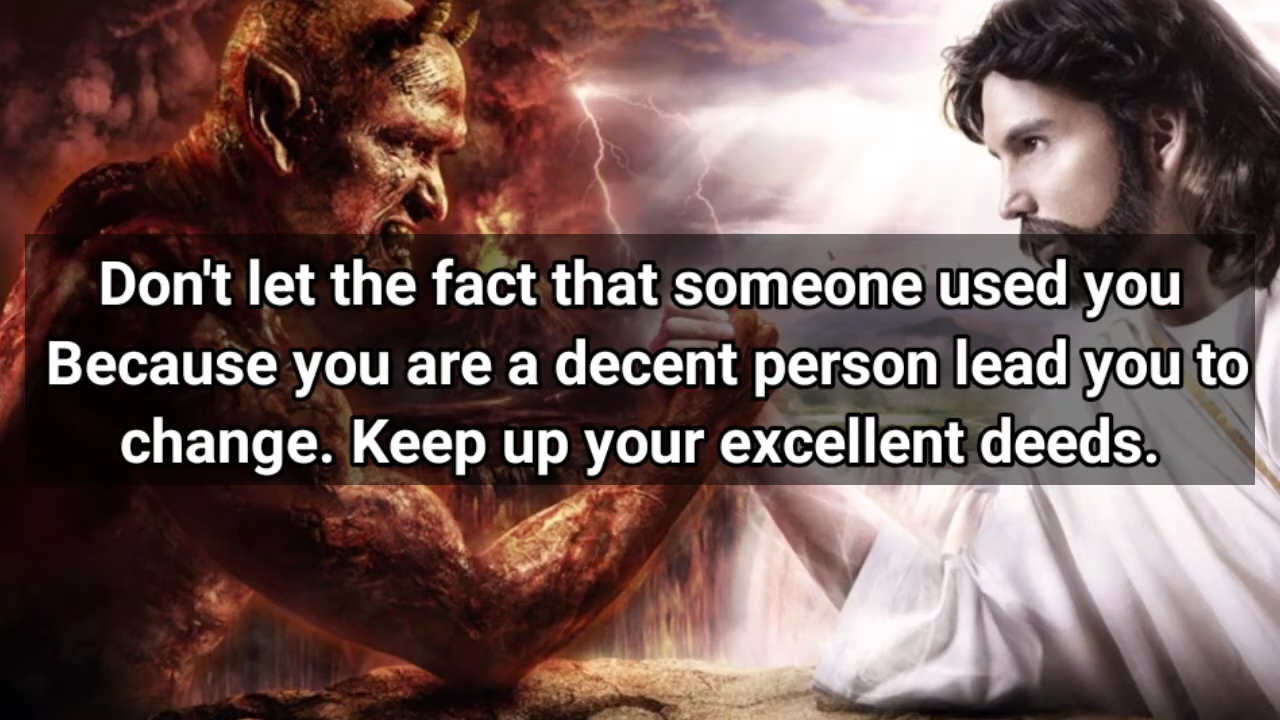 Don't let the fact that someone used you
Because you are a decent person lead you to
change. Keep up your excellent deeds.